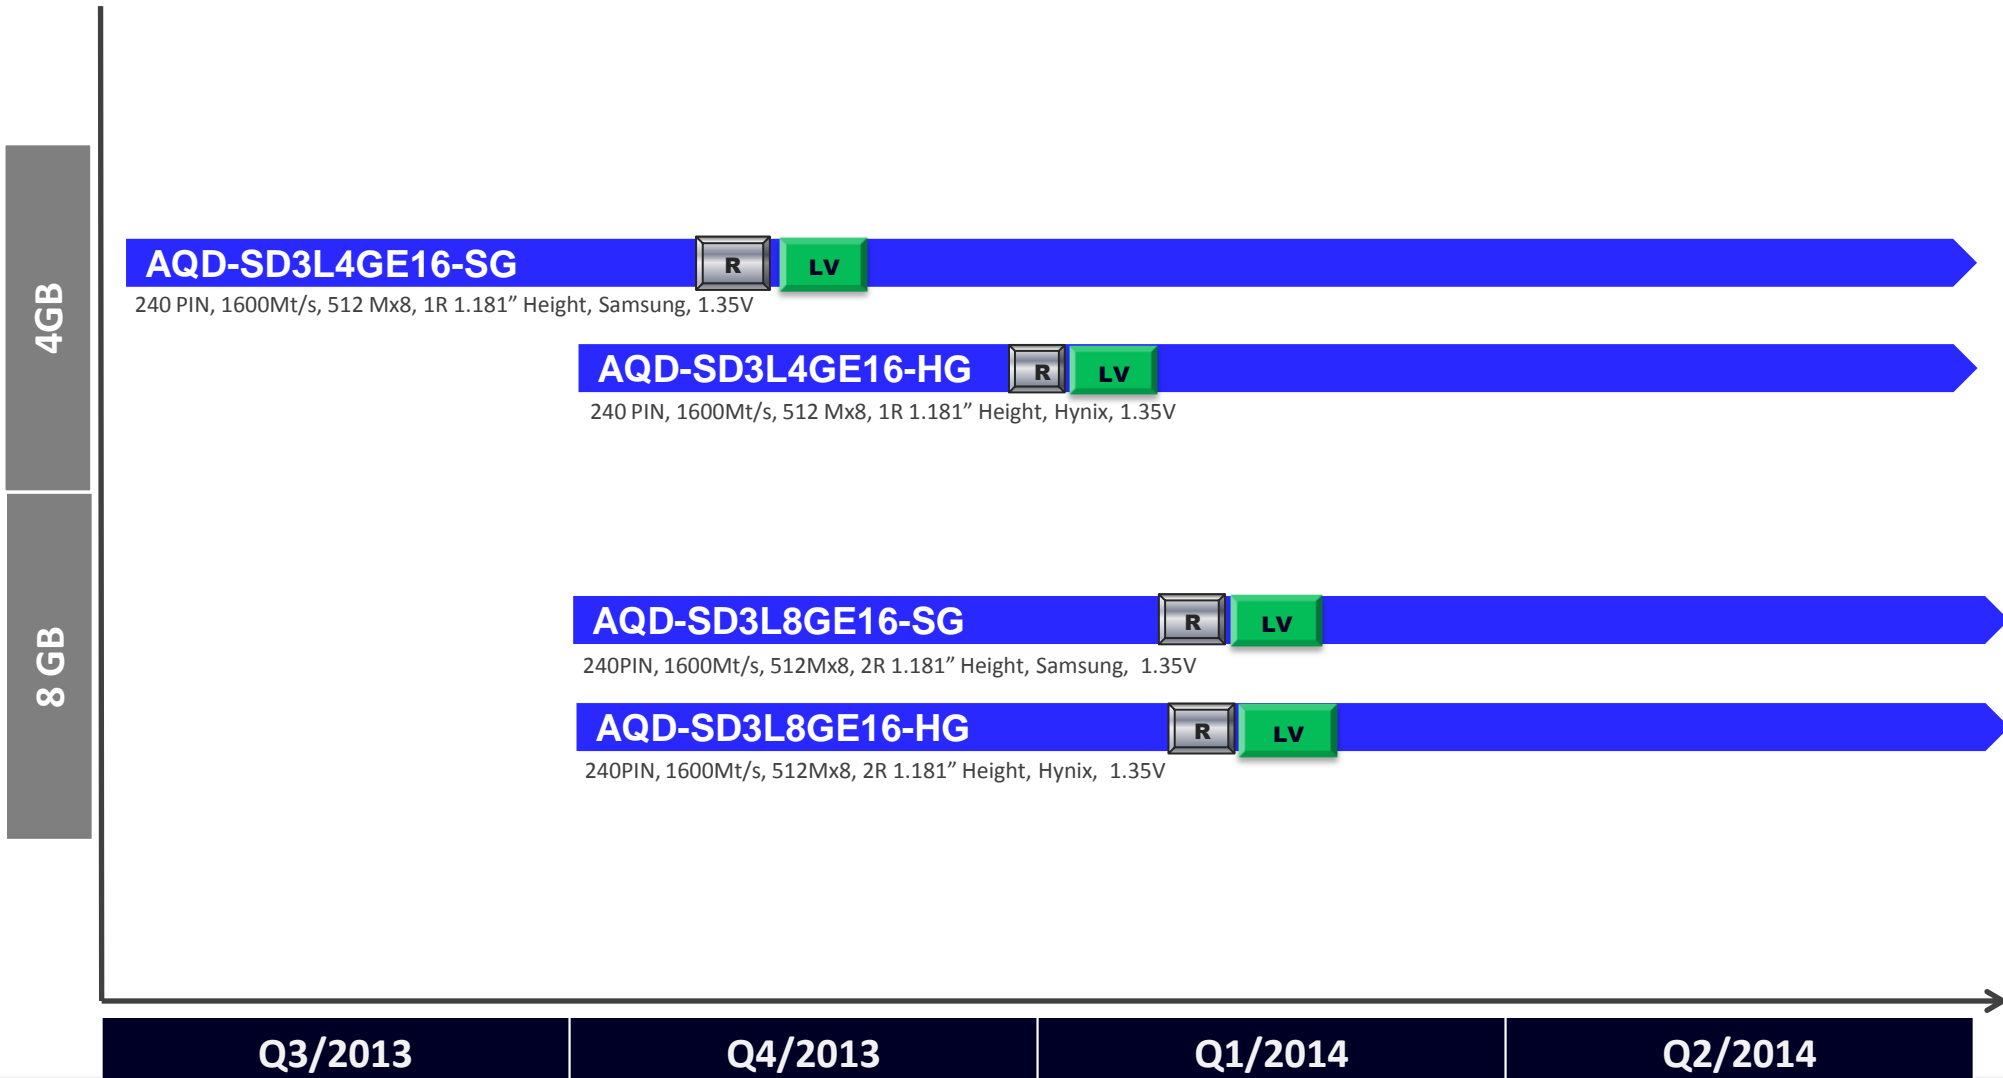 4GB
AQD-SD3L4GE16-SG R LV
240 PIN, 1600Mt/s, 512 Mx8, 1R 1.181” Height, Samsung, 1.35V
AQD-SD3L4GE16-HG R LV
240 PIN, 1600Mt/s, 512 Mx8, 1R 1.181” Height, Hynix, 1.35V
8 GB
AQD-SD3L8GE16-SG R LV
240PIN, 1600Mt/s, 512Mx8, 2R 1.181” Height, Samsung, 1.35V
AQD-SD3L8GE16-HG R LV
240PIN, 1600Mt/s, 512Mx8, 2R 1.181” Height, Hynix, 1.35V
Q3/2013 Q4/2013 Q1/2014 Q2/2014